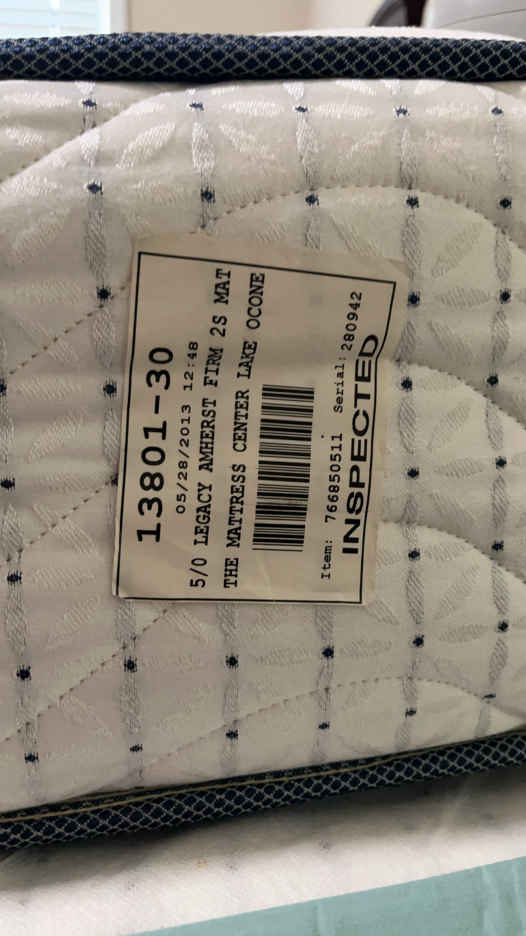 13801-30
05/28/2013 12:48
5/0 LEGACY AMHERST FIRM 2S MAT
THE MATTRESS CENTER LAKE OCONE
Item: 766850511 Serial: 280942
INSPECTED